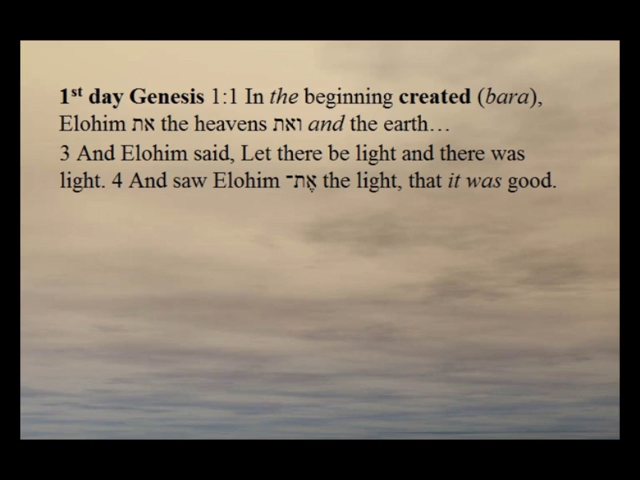 1st day Genesis 1:1 In the beginning created (bara),
Elohim את the heavens ואת and the earth…
3 And Elohim said, Let there be light and there was
light. 4 And saw Elohim אֶת־ the light, that it was good.